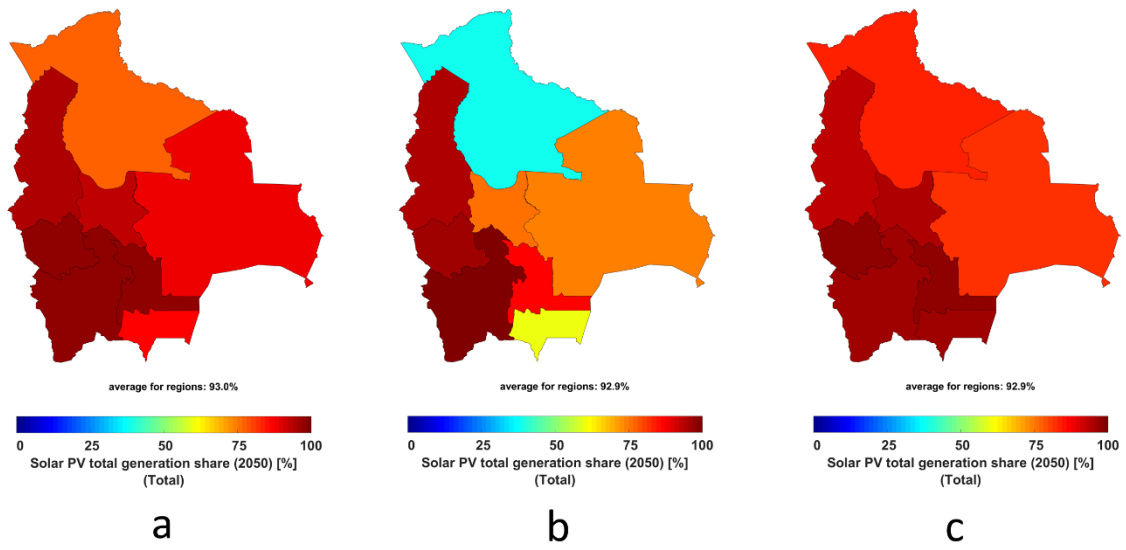 average for regions: 93.0%
average for regions: 92.9%
average for regions: 92.9%
0 25 50 75 100
Solar PV total generation share (2050) [%]
(Total)
0 25 50 75 100
Solar PV total generation share (2050) [%]
(Total)
0 25 50 75 100
Solar PV total generation share (2050) [%]
(Total)
a
b
c